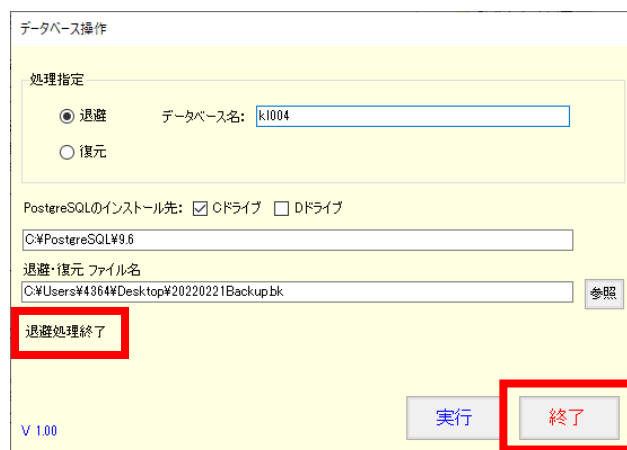 データベース操作
処理指定
退避 データベース名: kl004
復元
PostgreSQLのインストール先: Cドライブ Dドライブ
C:¥PostgreSQL¥9.6
退避・復元 ファイル名
C:¥Users¥4364¥Desktop¥20220221Backup.bk 参照
退避処理終了
実行 終了
V 1.00